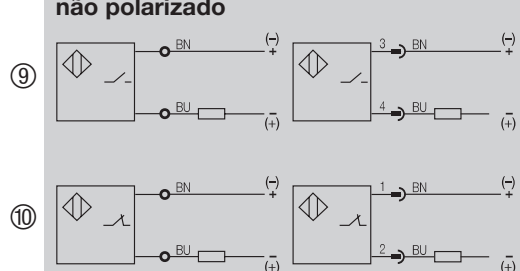 não polarizado
⑨
BN (–) +
BU – (+)
3 BN (–) +
4 BU – (+)
⑩
BN (–) +
BU – (+)
1 BN (–) +
2 BU – (+)